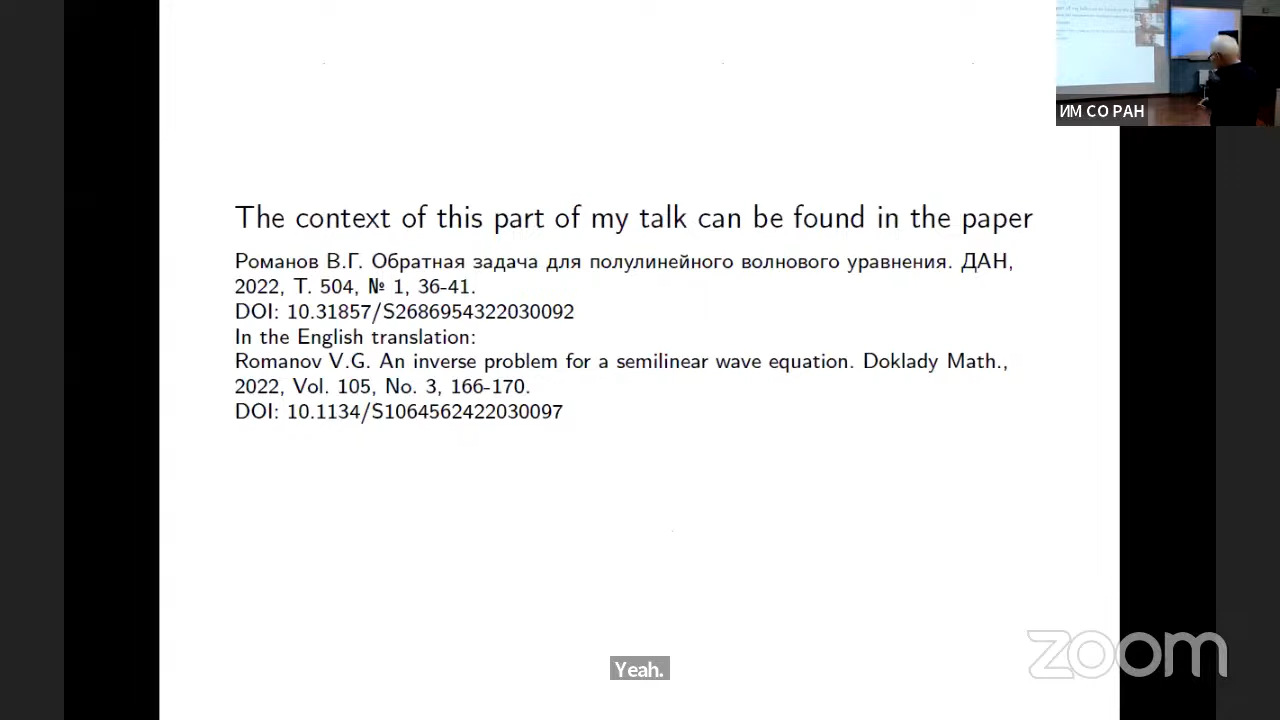 ИМ СО РАН
The context of this part of my talk can be found in the paper
Романов В.Г. Обратная задача для полулинейного волнового уравнения. ДАН,
2022, Т. 504, № 1, 36-41.
DOI: 10.31857/S2686954322030092
In the English translation:
Romanov V.G. An inverse problem for a semilinear wave equation. Doklady Math.,
2022, Vol. 105, No. 3, 166-170.
DOI: 10.1134/S1064562422030097
zoom
Yeah.